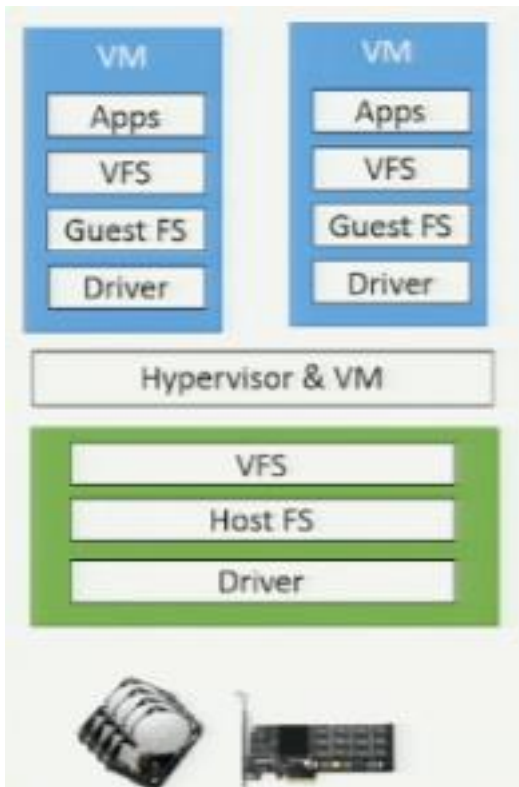 VM
Apps
VFS
Guest FS
Driver
VM
Apps
VFS
Guest FS
Driver
Hypervisor & VM
VFS
Host FS
Driver